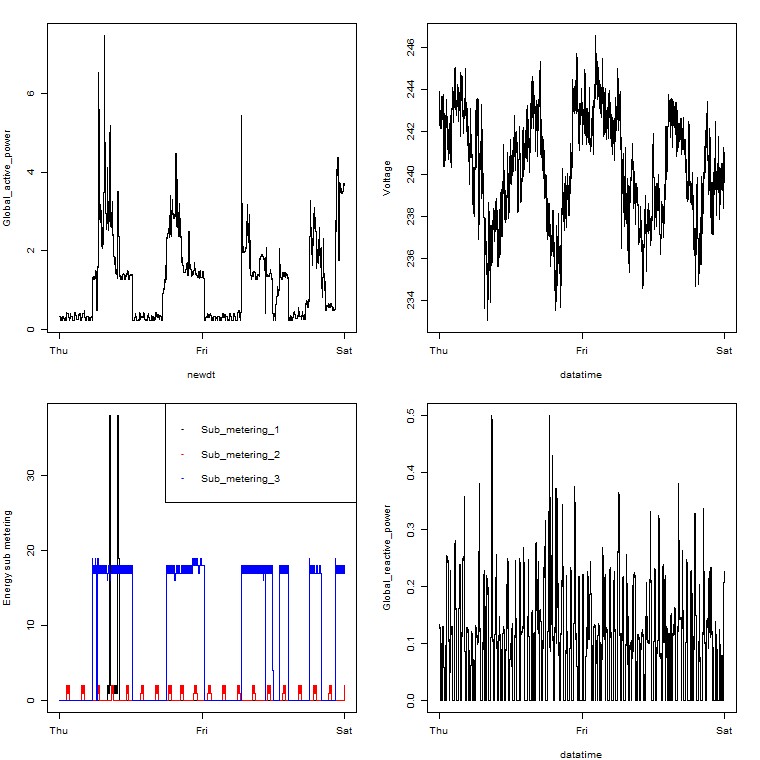 Global_active_power
0
2
4
6
Thu
Fri
Sat
newdt
Voltage
234
236
238
240
242
244
246
Thu
Fri
Sat
datatime
Energy sub metering
0
10
20
30
Sub_metering_1
Sub_metering_2
Sub_metering_3
Thu
Fri
Sat
Global_reactive_power
0.0
0.1
0.2
0.3
0.4
0.5
Thu
Fri
Sat
datatime